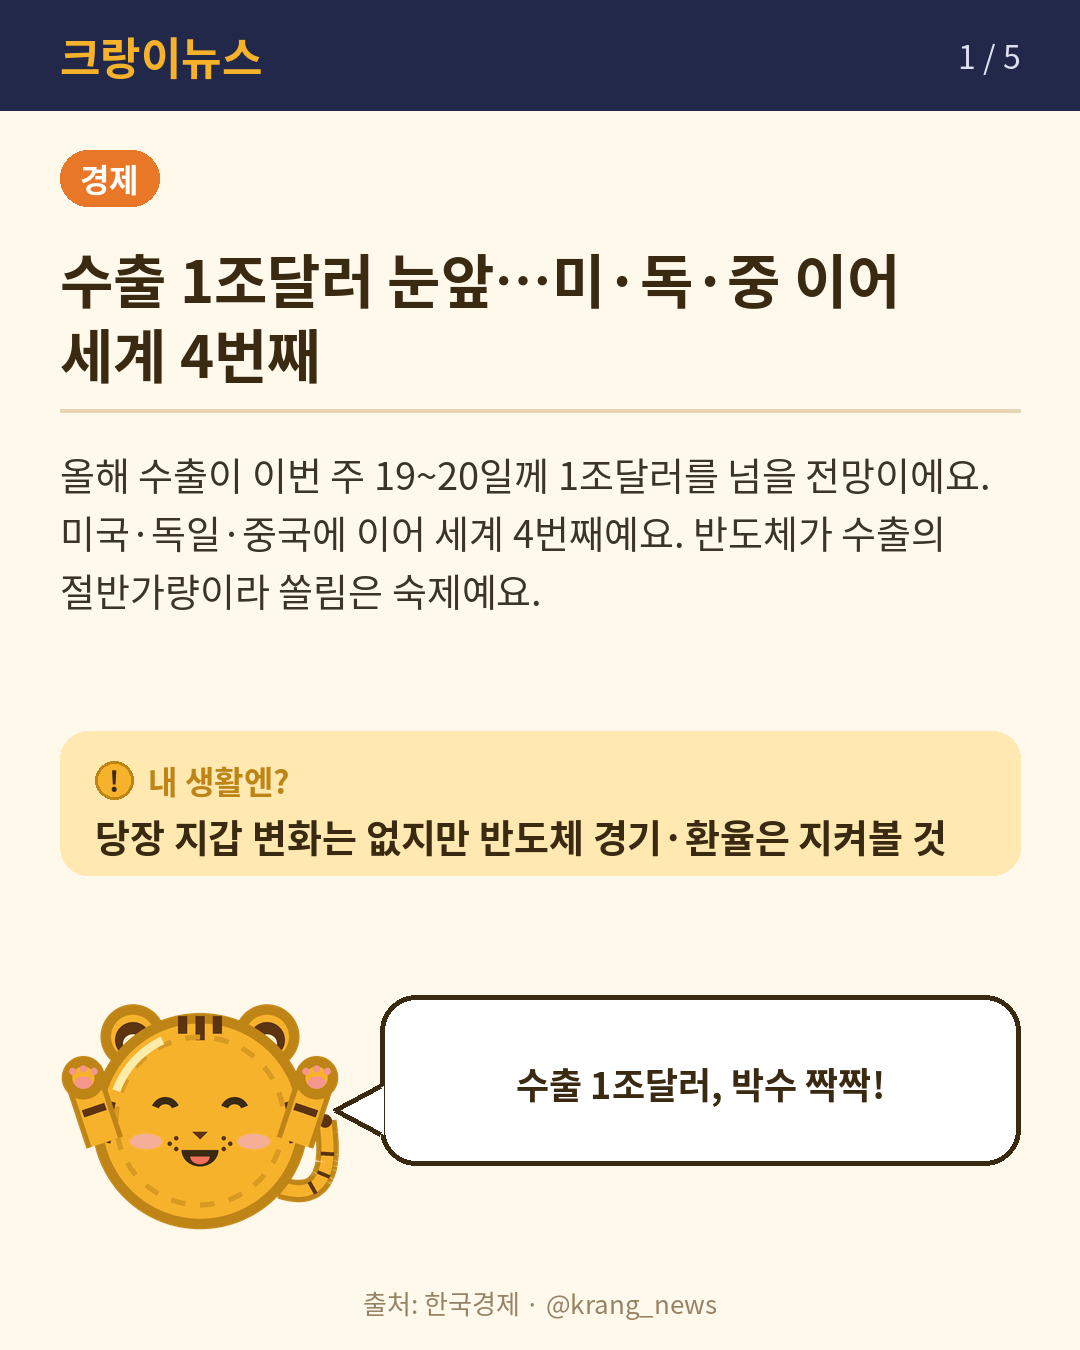 크랑이뉴스
1 / 5
경제
수출 1조달러 눈앞…미·독·중 이어
세계 4번째
올해 수출이 이번 주 19~20일께 1조달러를 넘을 전망이에요.
미국·독일·중국에 이어 세계 4번째예요. 반도체가 수출의
절반가량이라 쏠림은 숙제예요.
! 내 생활엔?
당장 지갑 변화는 없지만 반도체 경기·환율은 지켜볼 것
수출 1조달러, 박수 짝짝!
출처: 한국경제 · @krang_news